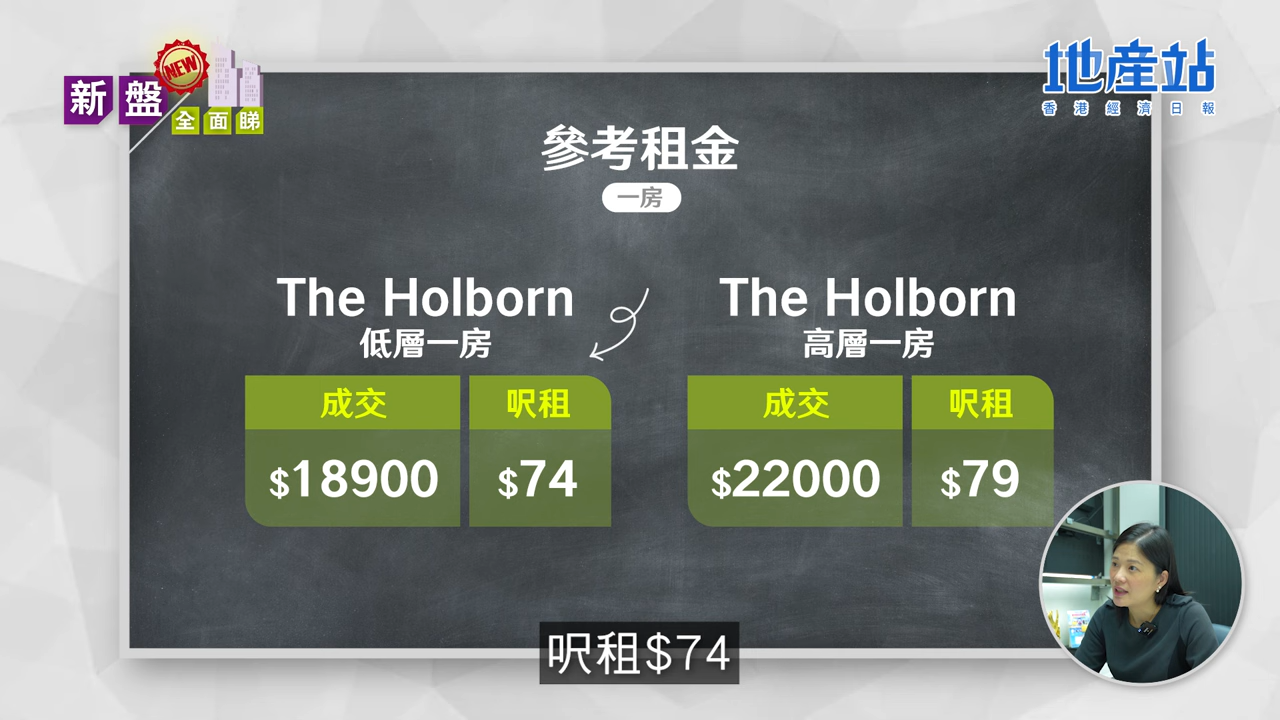 新盤
NEW
全面睇
地產站
香港經濟日報
參考租金
一房
The Holborn
低層一房
成交 呎租
$18900 $74
The Holborn
高層一房
成交 呎租
$22000 $79
呎租$74